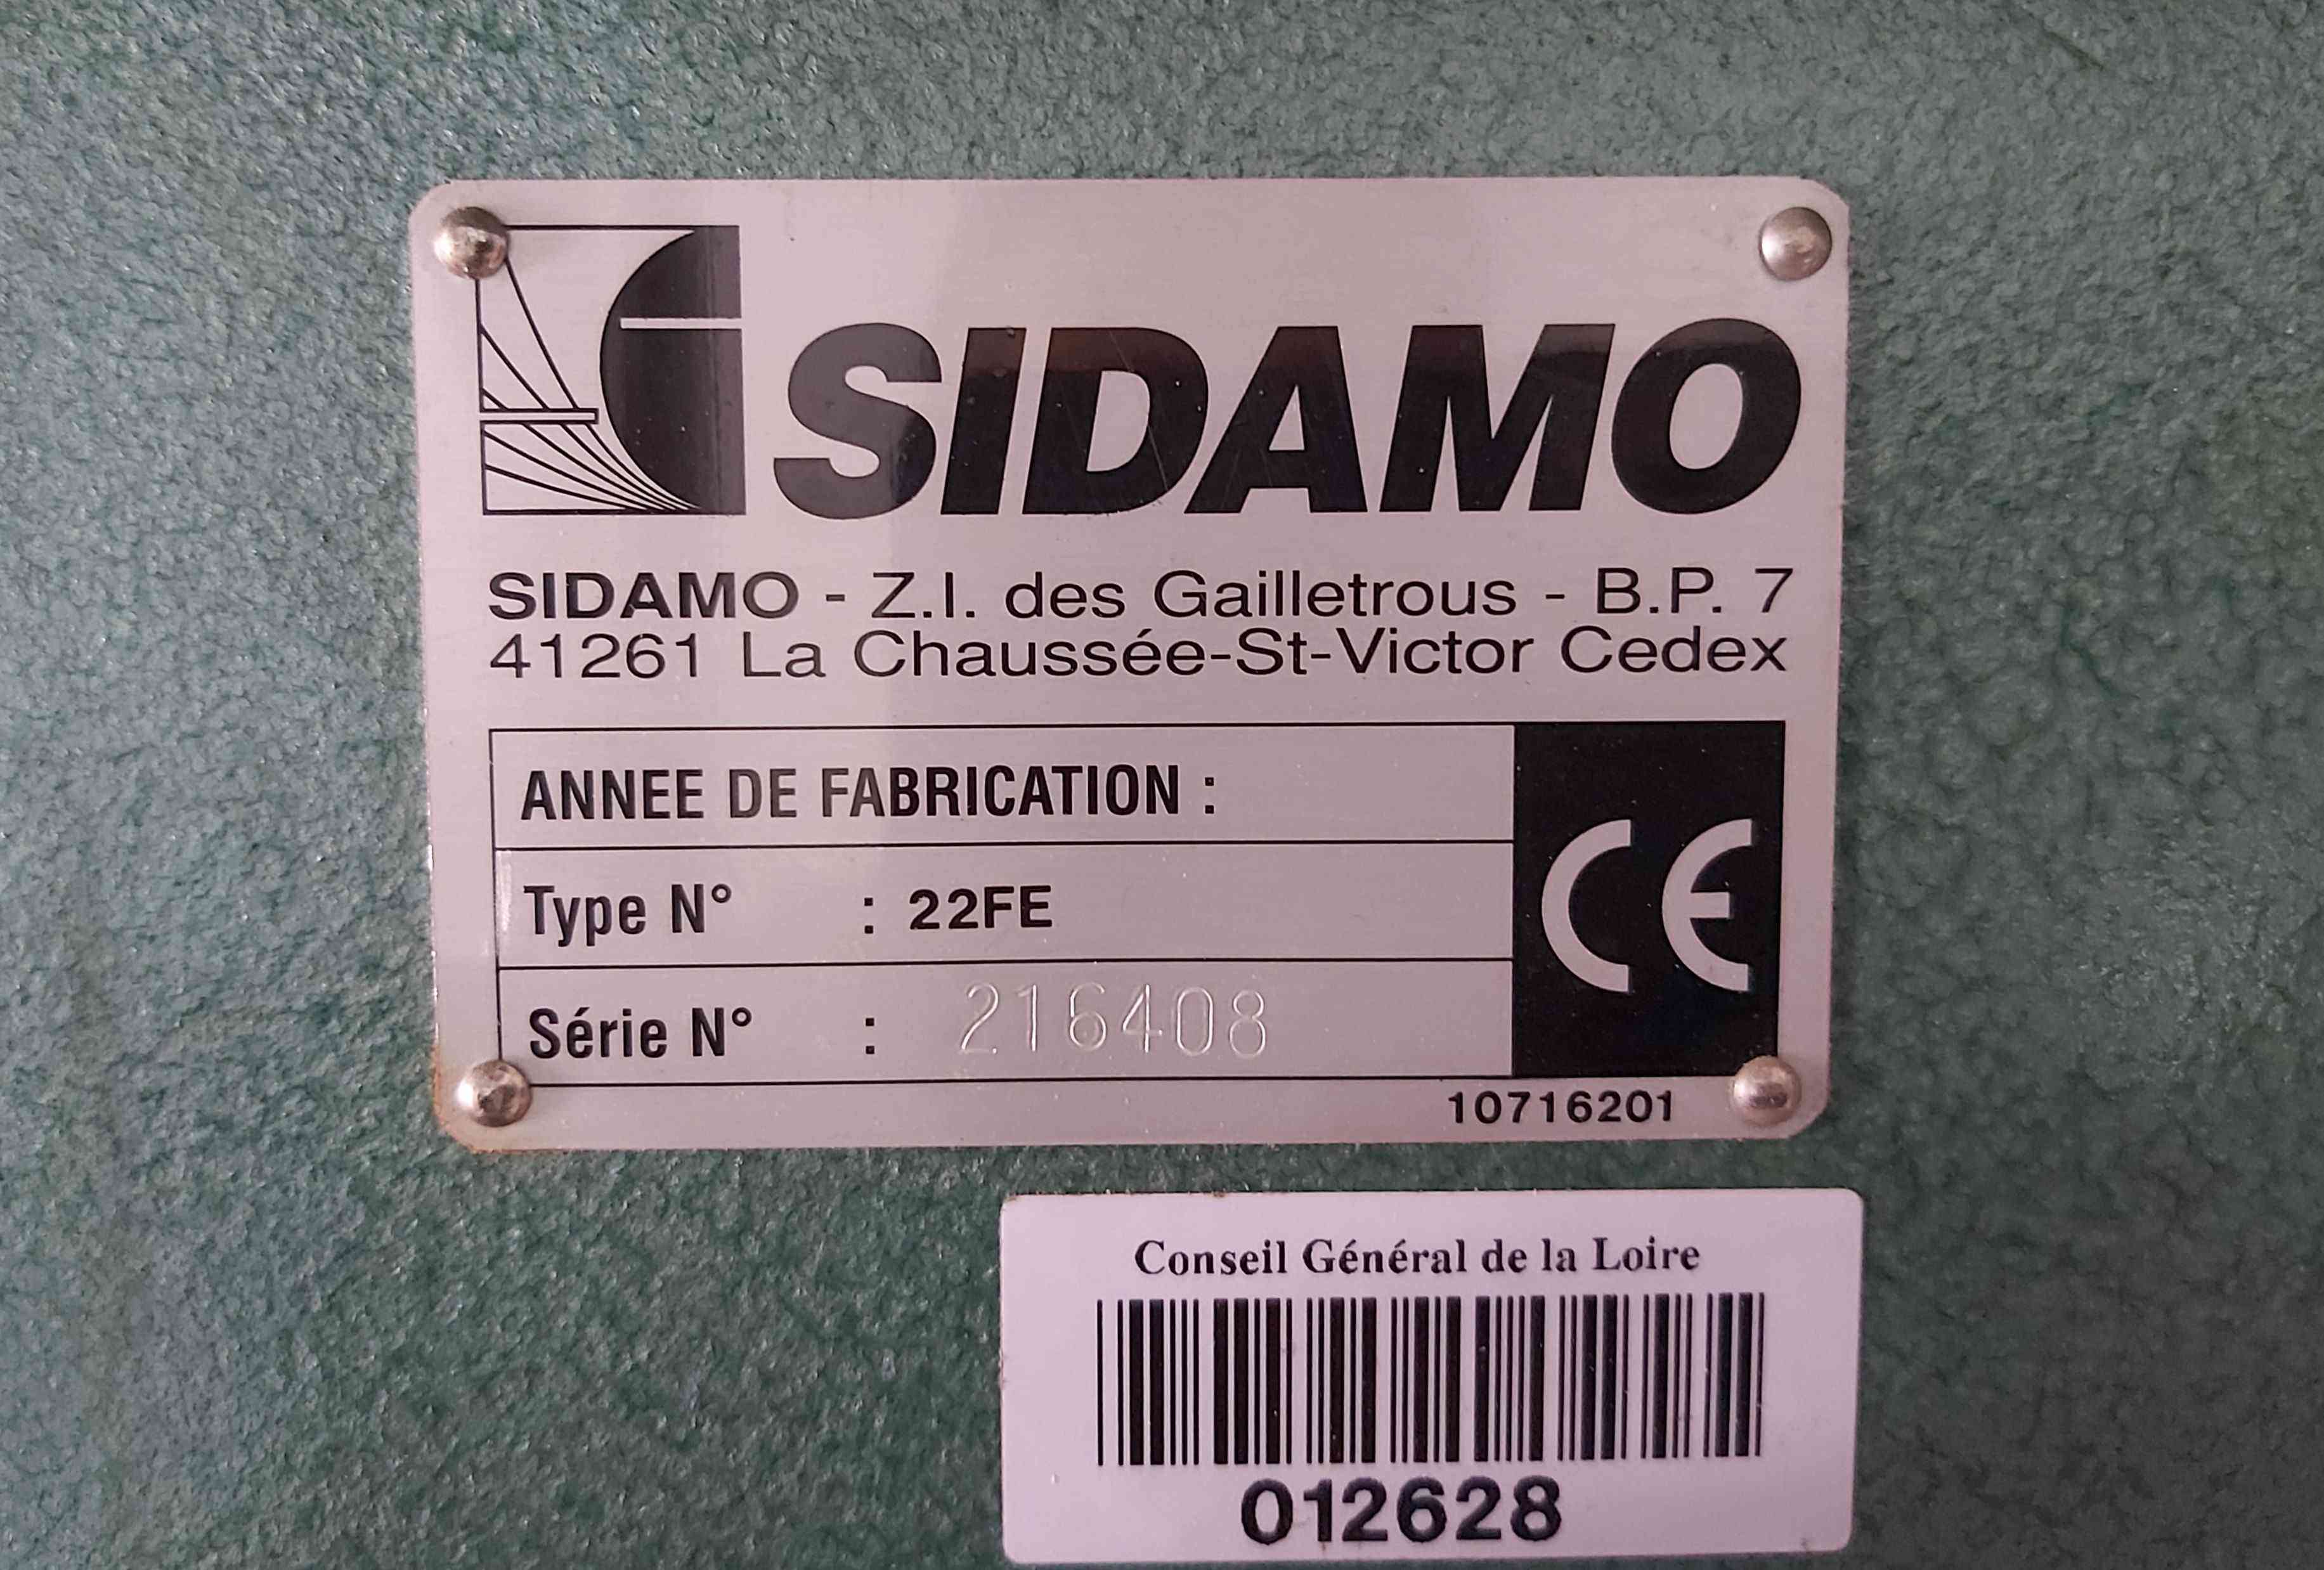 SIDAMO
SIDAMO - Z.I. des Gailletrous - B.P. 7
41261 La Chaussée-St-Victor Cedex
ANNEE DE FABRICATION :
Type N° : 22FE
Série N° : 216408
CE
10716201
Conseil Général de la Loire
012628